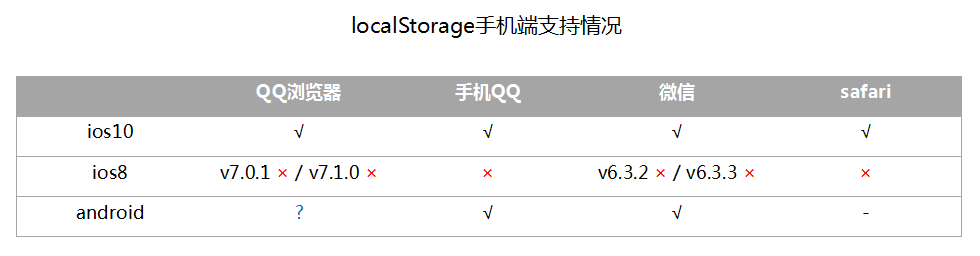 localStorage手机端支持情况
QQ浏览器 手机QQ 微信 safari
ios10 √ √ √ √
ios8 v7.0.1 × / v7.1.0 × × v6.3.2 × / v6.3.3 × ×
android ? √ √ -